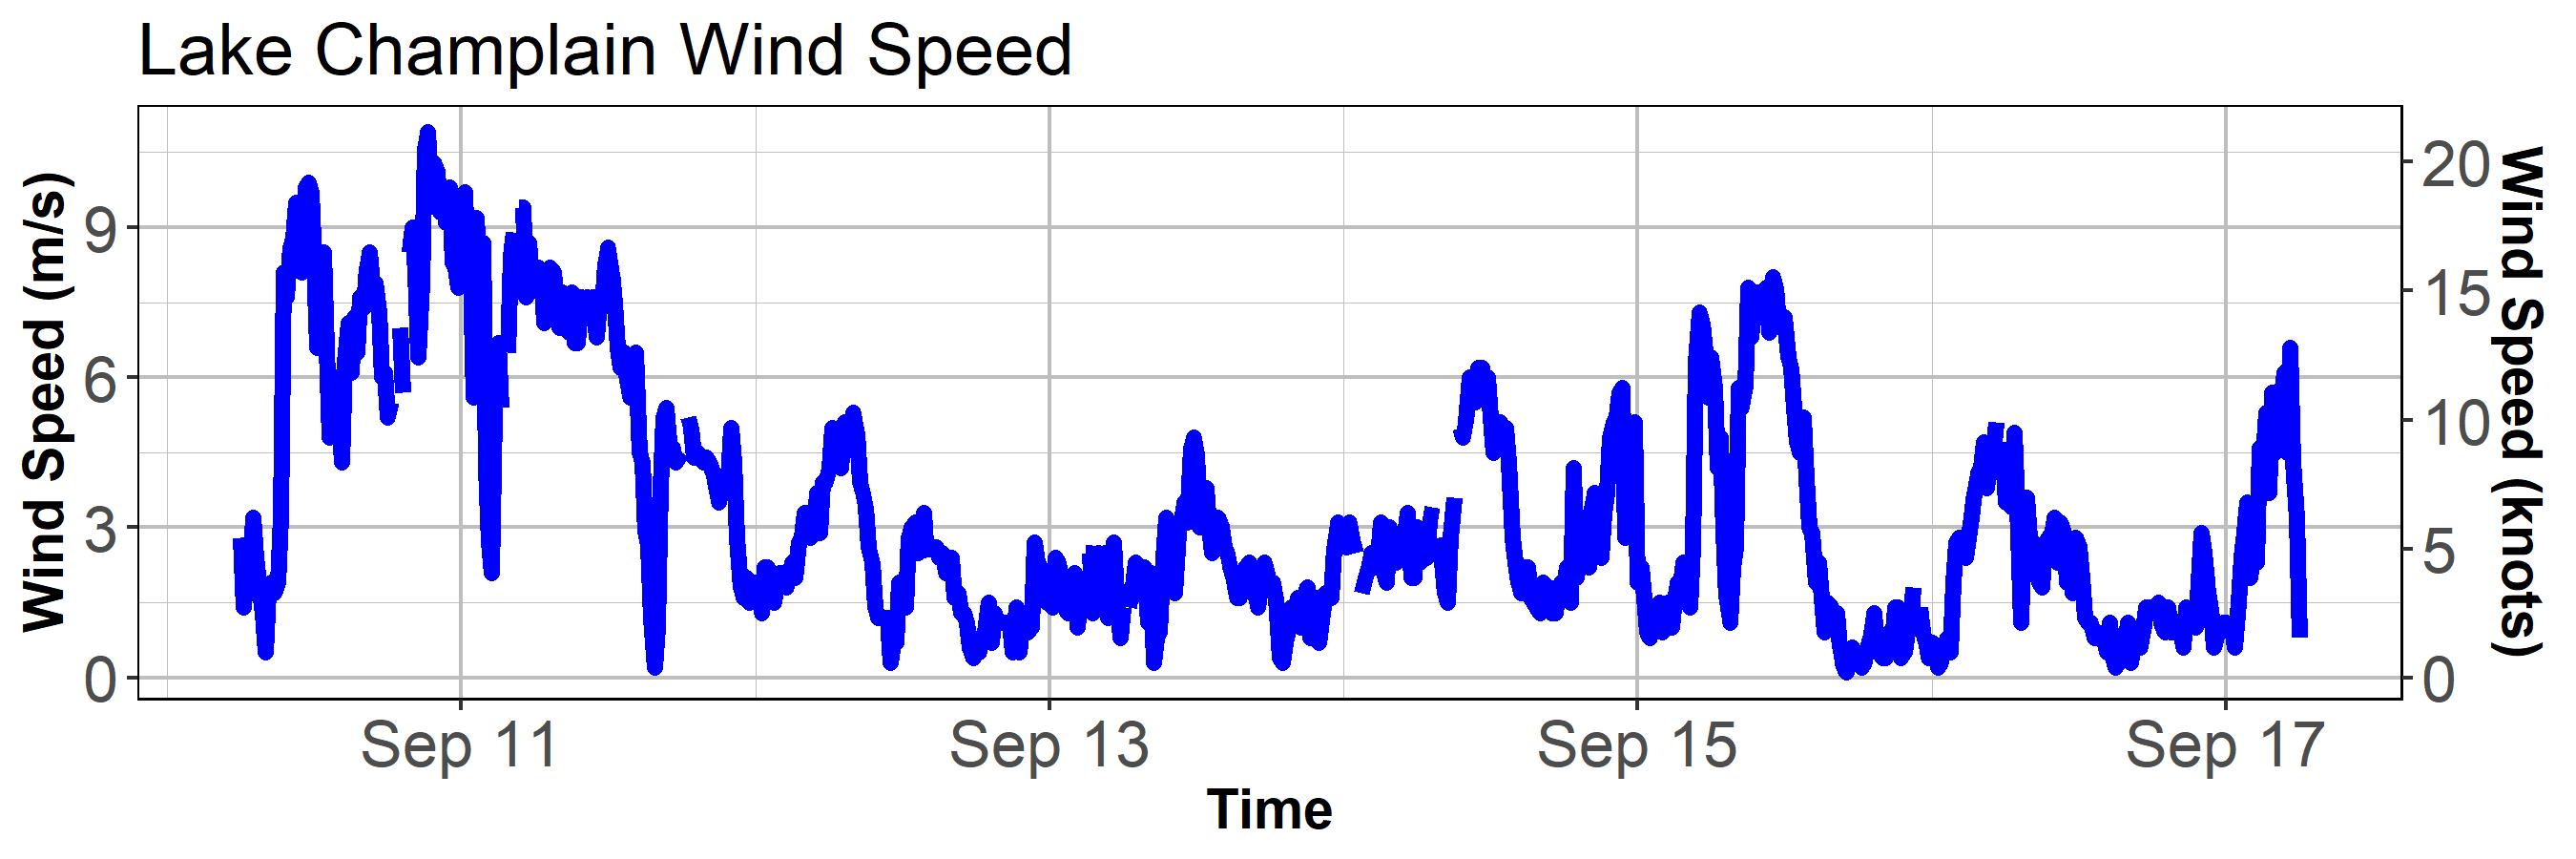 Lake Champlain Wind Speed
Wind Speed (m/s)
9
6
3
0
20
15
10
5
0
Wind Speed (knots)
Sep 11
Sep 13
Sep 15
Sep 17
Time